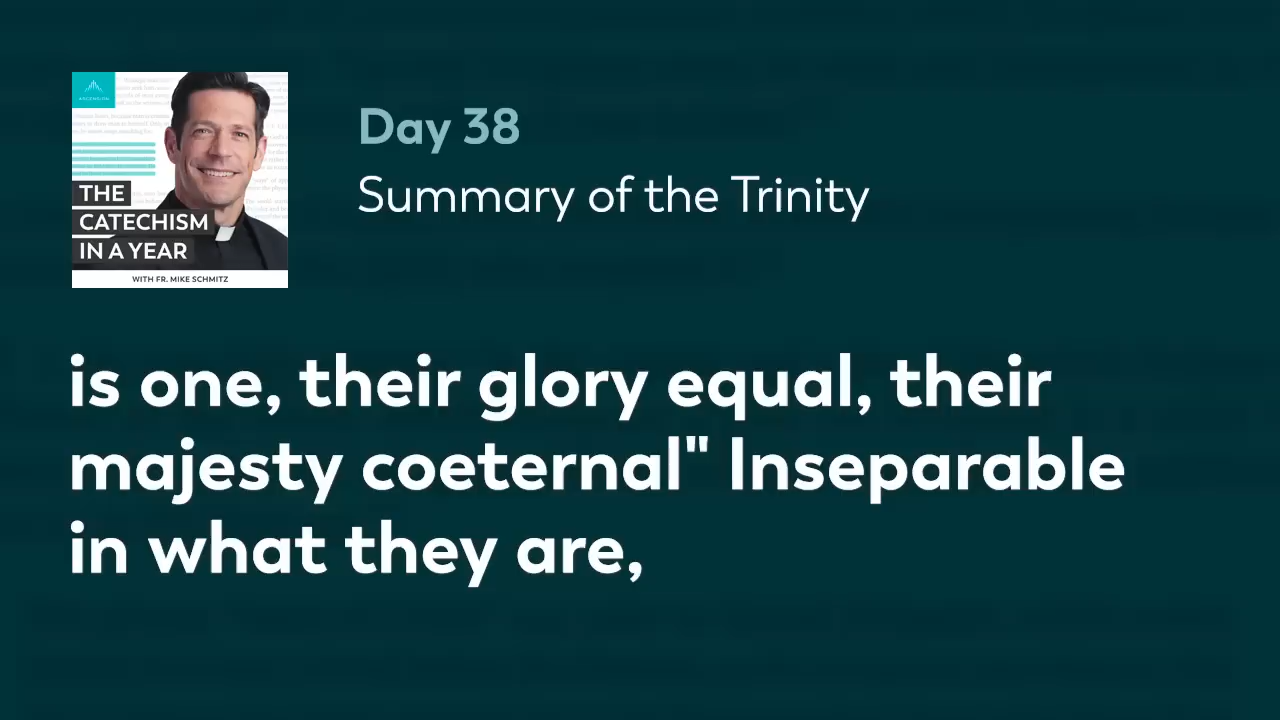 ASCENSION
THE
CATECHISM
IN A YEAR
WITH FR. MIKE SCHMITZ
Day 38
Summary of the Trinity
is one, their glory equal, their
majesty coeternal" Inseparable
in what they are,